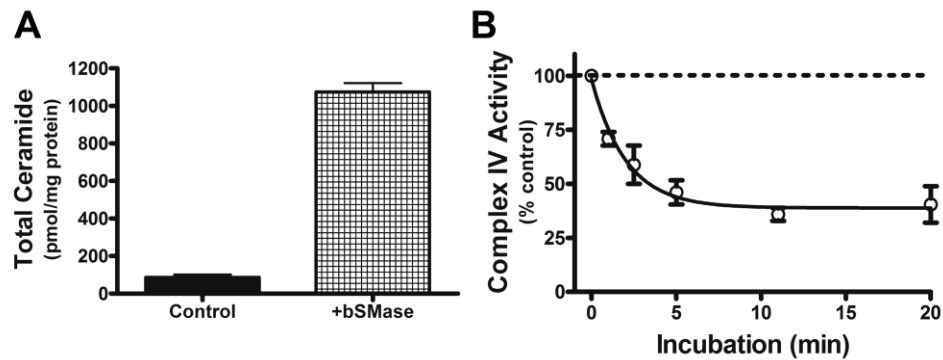 A
Total Ceramide
(pmol/mg protein)
1200
1000
800
600
400
200
0
Control
+bSMase
B
Complex IV Activity
(% control)
100
75
50
25
0
0
5
10
15
20
Incubation (min)